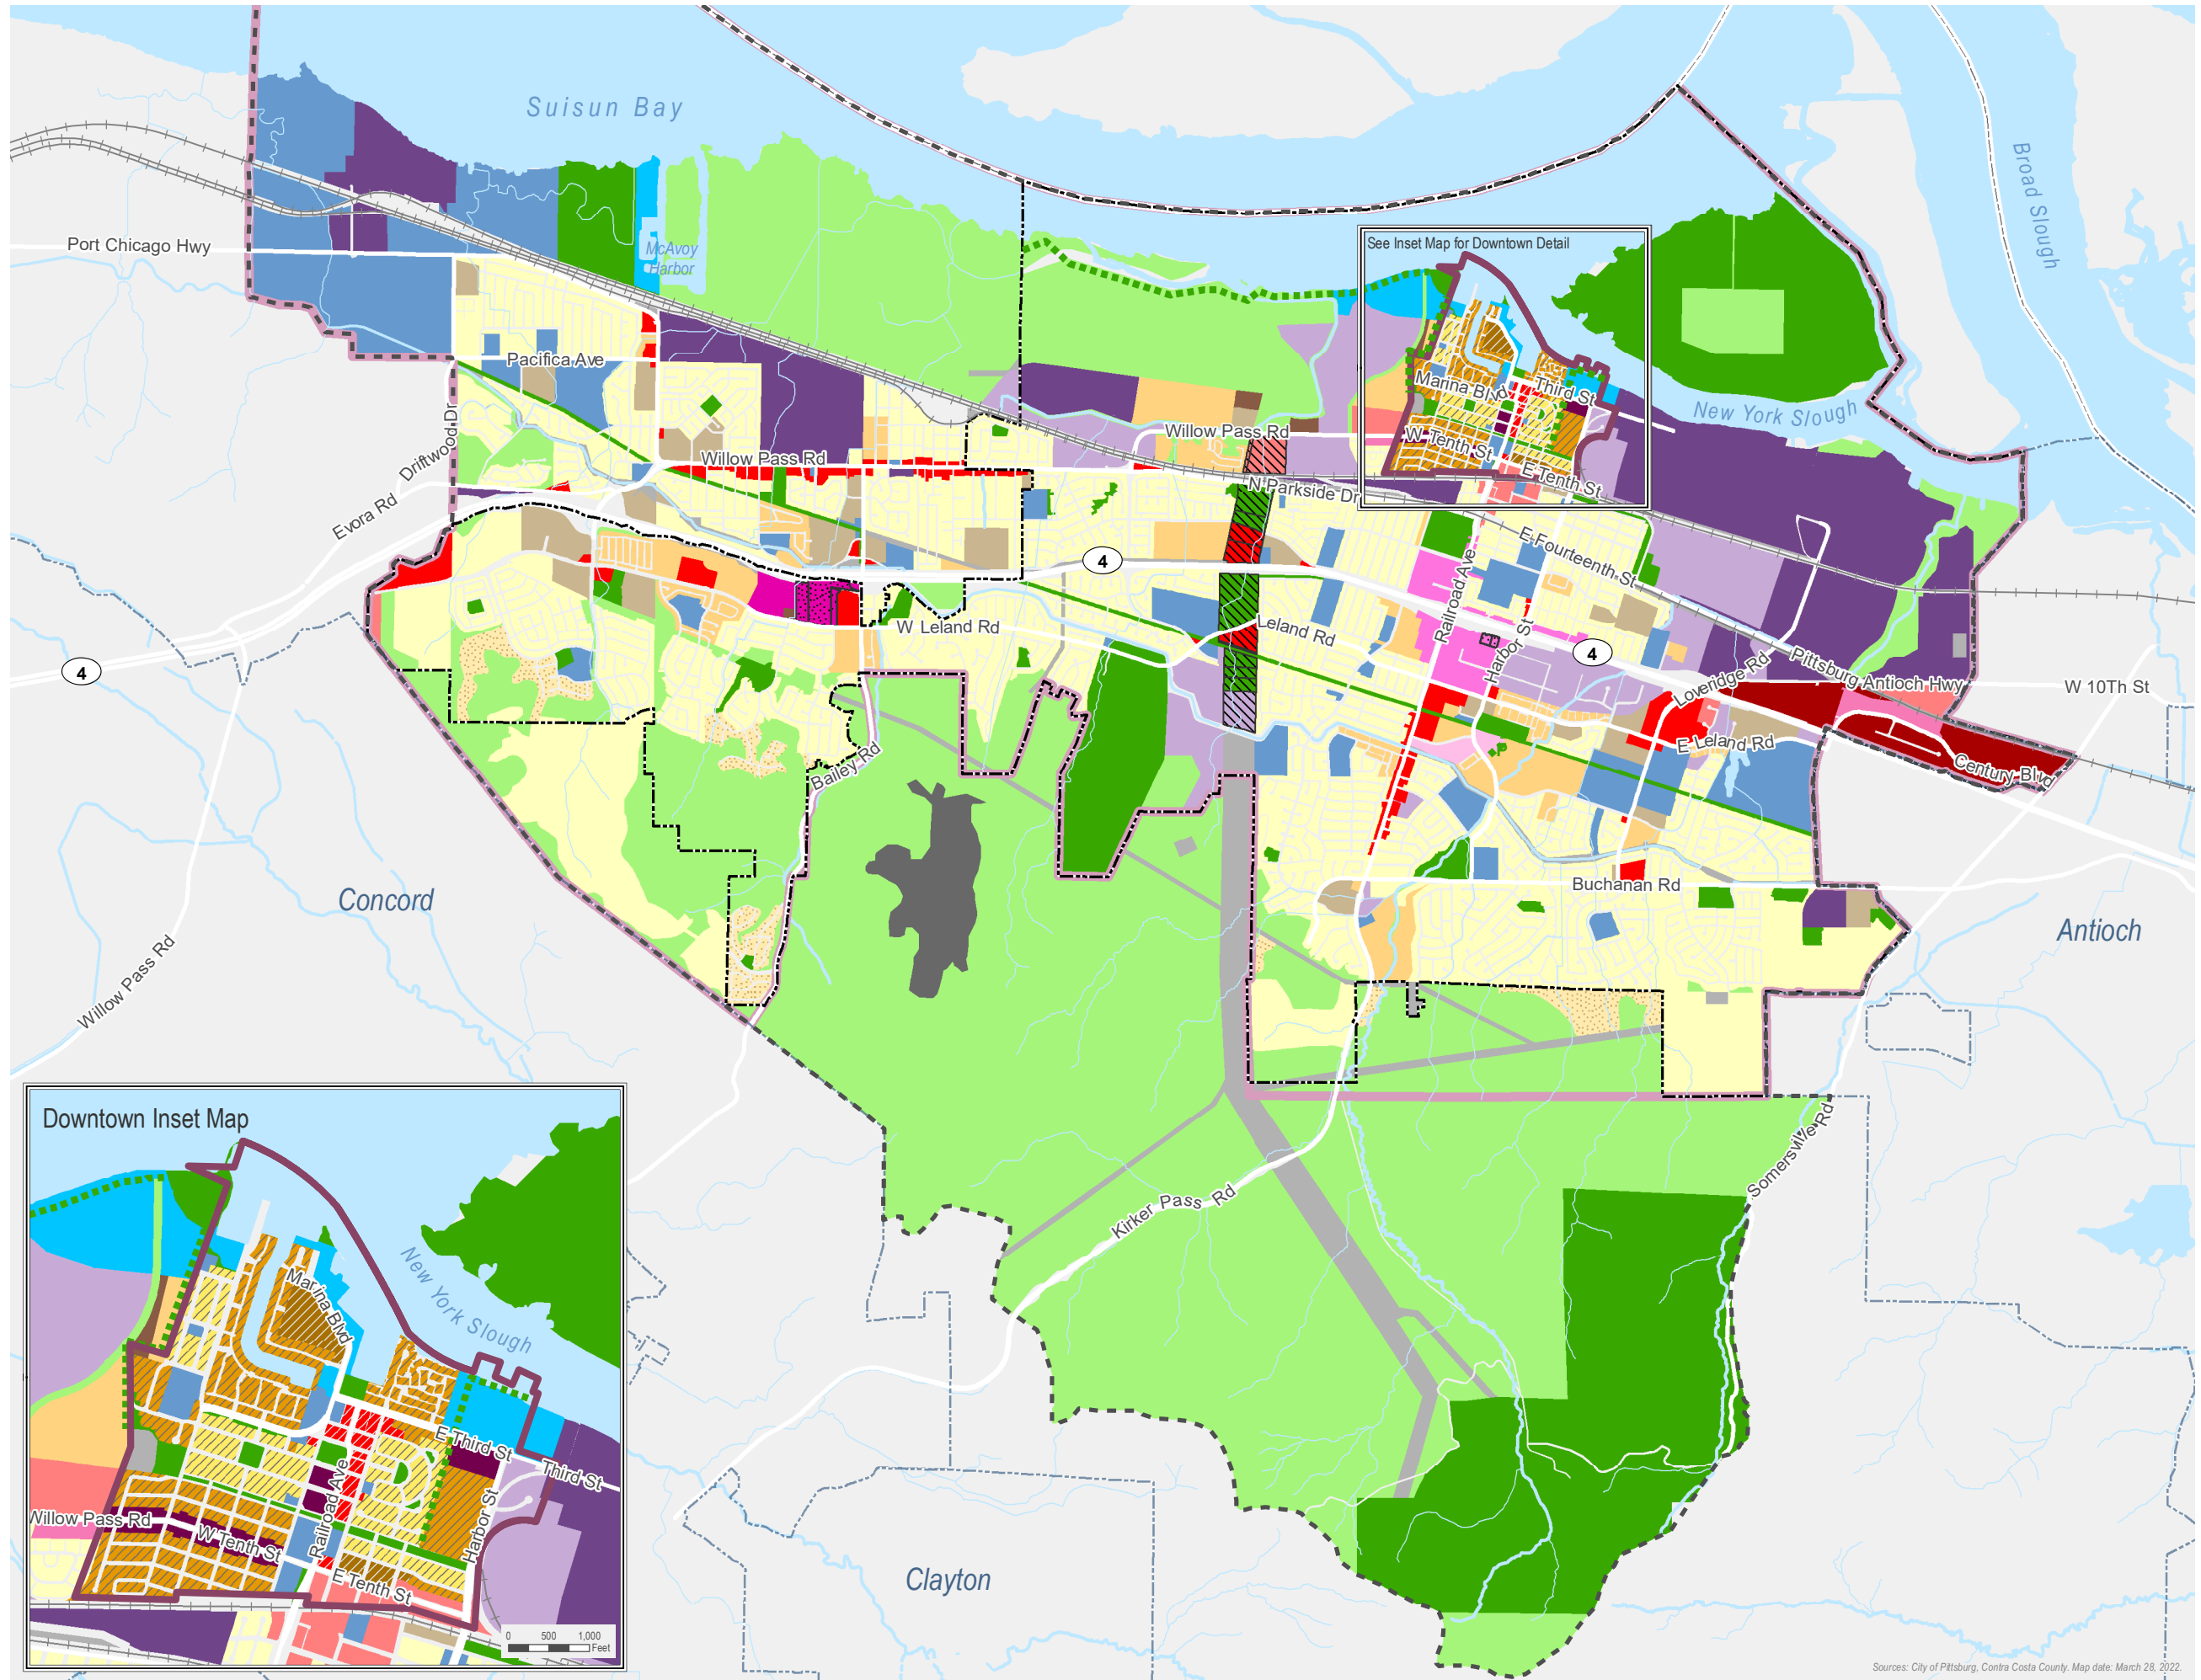 Suisun Bay
Broad Slough
Port Chicago Hwy
McAvoy
Harbor
See Inset Map for Downtown Detail
Pacifica Ave
Marina Blvd
Third St
New York Slough
Driftwood Dr
Willow Pass Rd
Willow Pass Rd
W Tenth St
E Tenth St
Evora Rd
N Parkside Dr
E Fourteenth St
4
Railroad Ave
W Leland Rd
Leland Rd
Harbor St
4
4
Loveridge Rd
Pittsburg Antioch Hwy
W 10Th St
E Leland Rd
Bailey Rd
Century Blvd
Concord
Buchanan Rd
Antioch
Willow Pass Rd
Somersville Rd
Kirker Pass Rd
Clayton
Downtown Inset Map
Marina Blvd
New York Slough
E Third St
Third St
Railroad Ave
Harbor St
Willow Pass Rd
W Tenth St
E Tenth St
0 500 1,000
Feet
Sources: City of Pittsburg, Contra Costa County. Map date: March 28, 2022.